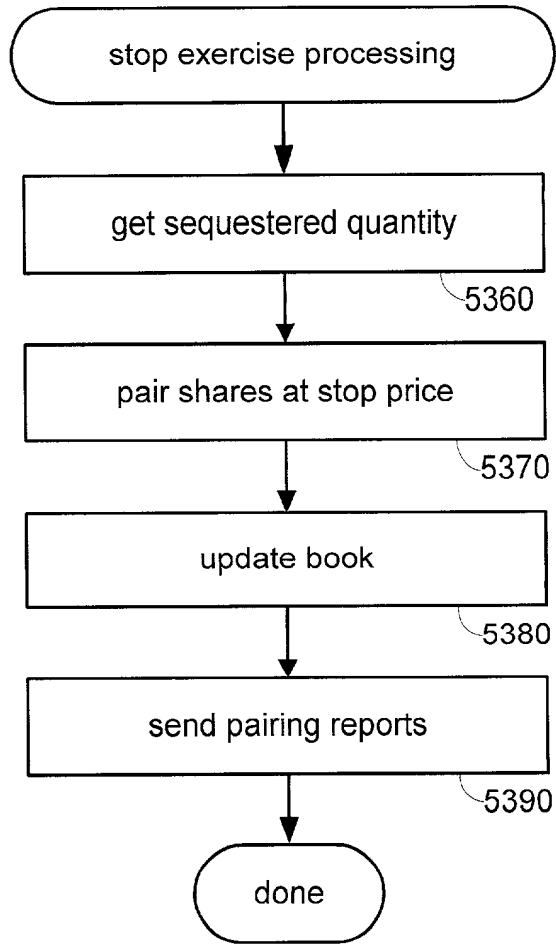 stop exercise processing
get sequestered quantity
5360
pair shares at stop price
5370
update book
5380
send pairing reports
5390
done